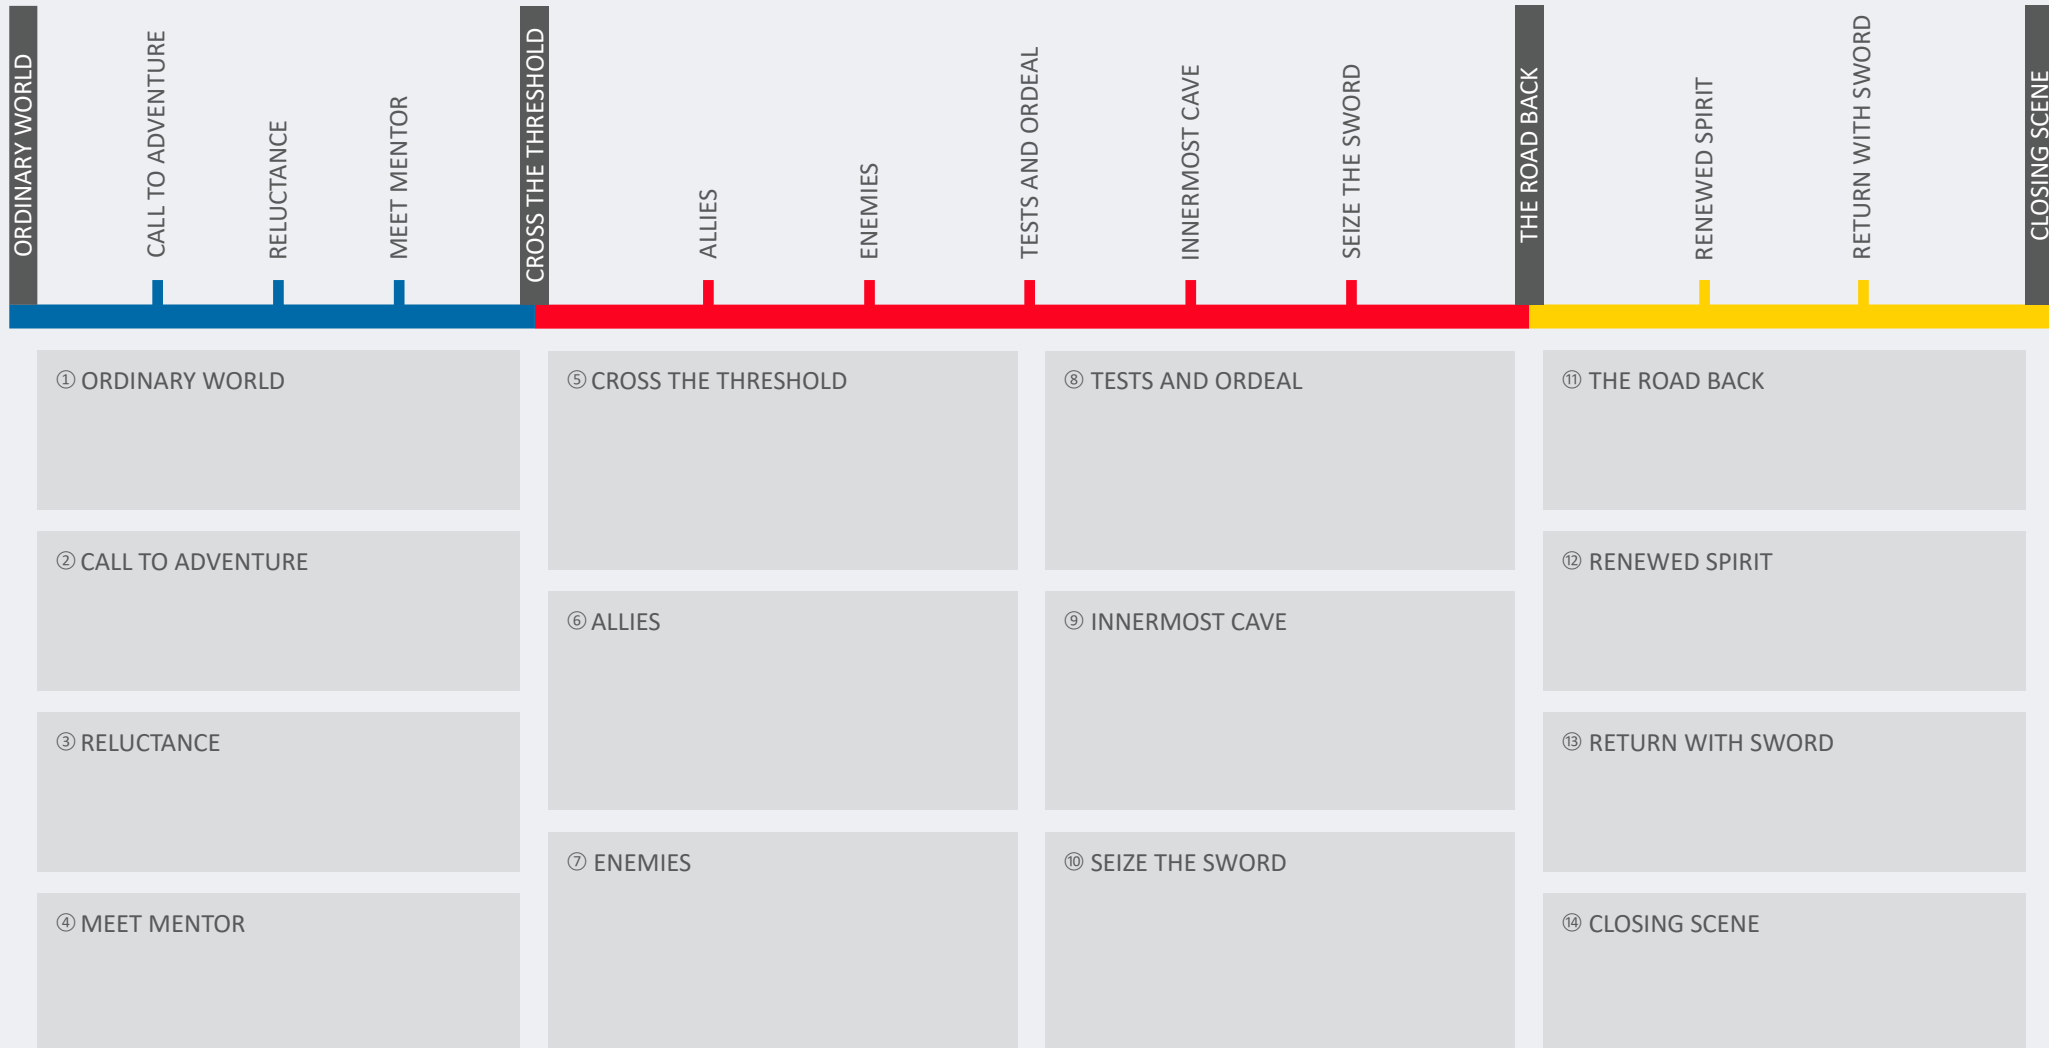 ORDINARY WORLD
CALL TO ADVENTURE
RELUCTANCE
MEET MENTOR
CROSS THE THRESHOLD
ALLIES
ENEMIES
TESTS AND ORDEAL
INNERMOST CAVE
SEIZE THE SWORD
THE ROAD BACK
RENEWED SPIRIT
RETURN WITH SWORD
CLOSING SCENE
① ORDINARY WORLD
② CALL TO ADVENTURE
③ RELUCTANCE
④ MEET MENTOR
⑤ CROSS THE THRESHOLD
⑥ ALLIES
⑦ ENEMIES
⑧ TESTS AND ORDEAL
⑨ INNERMOST CAVE
⑩ SEIZE THE SWORD
⑪ THE ROAD BACK
⑫ RENEWED SPIRIT
⑬ RETURN WITH SWORD
⑭ CLOSING SCENE